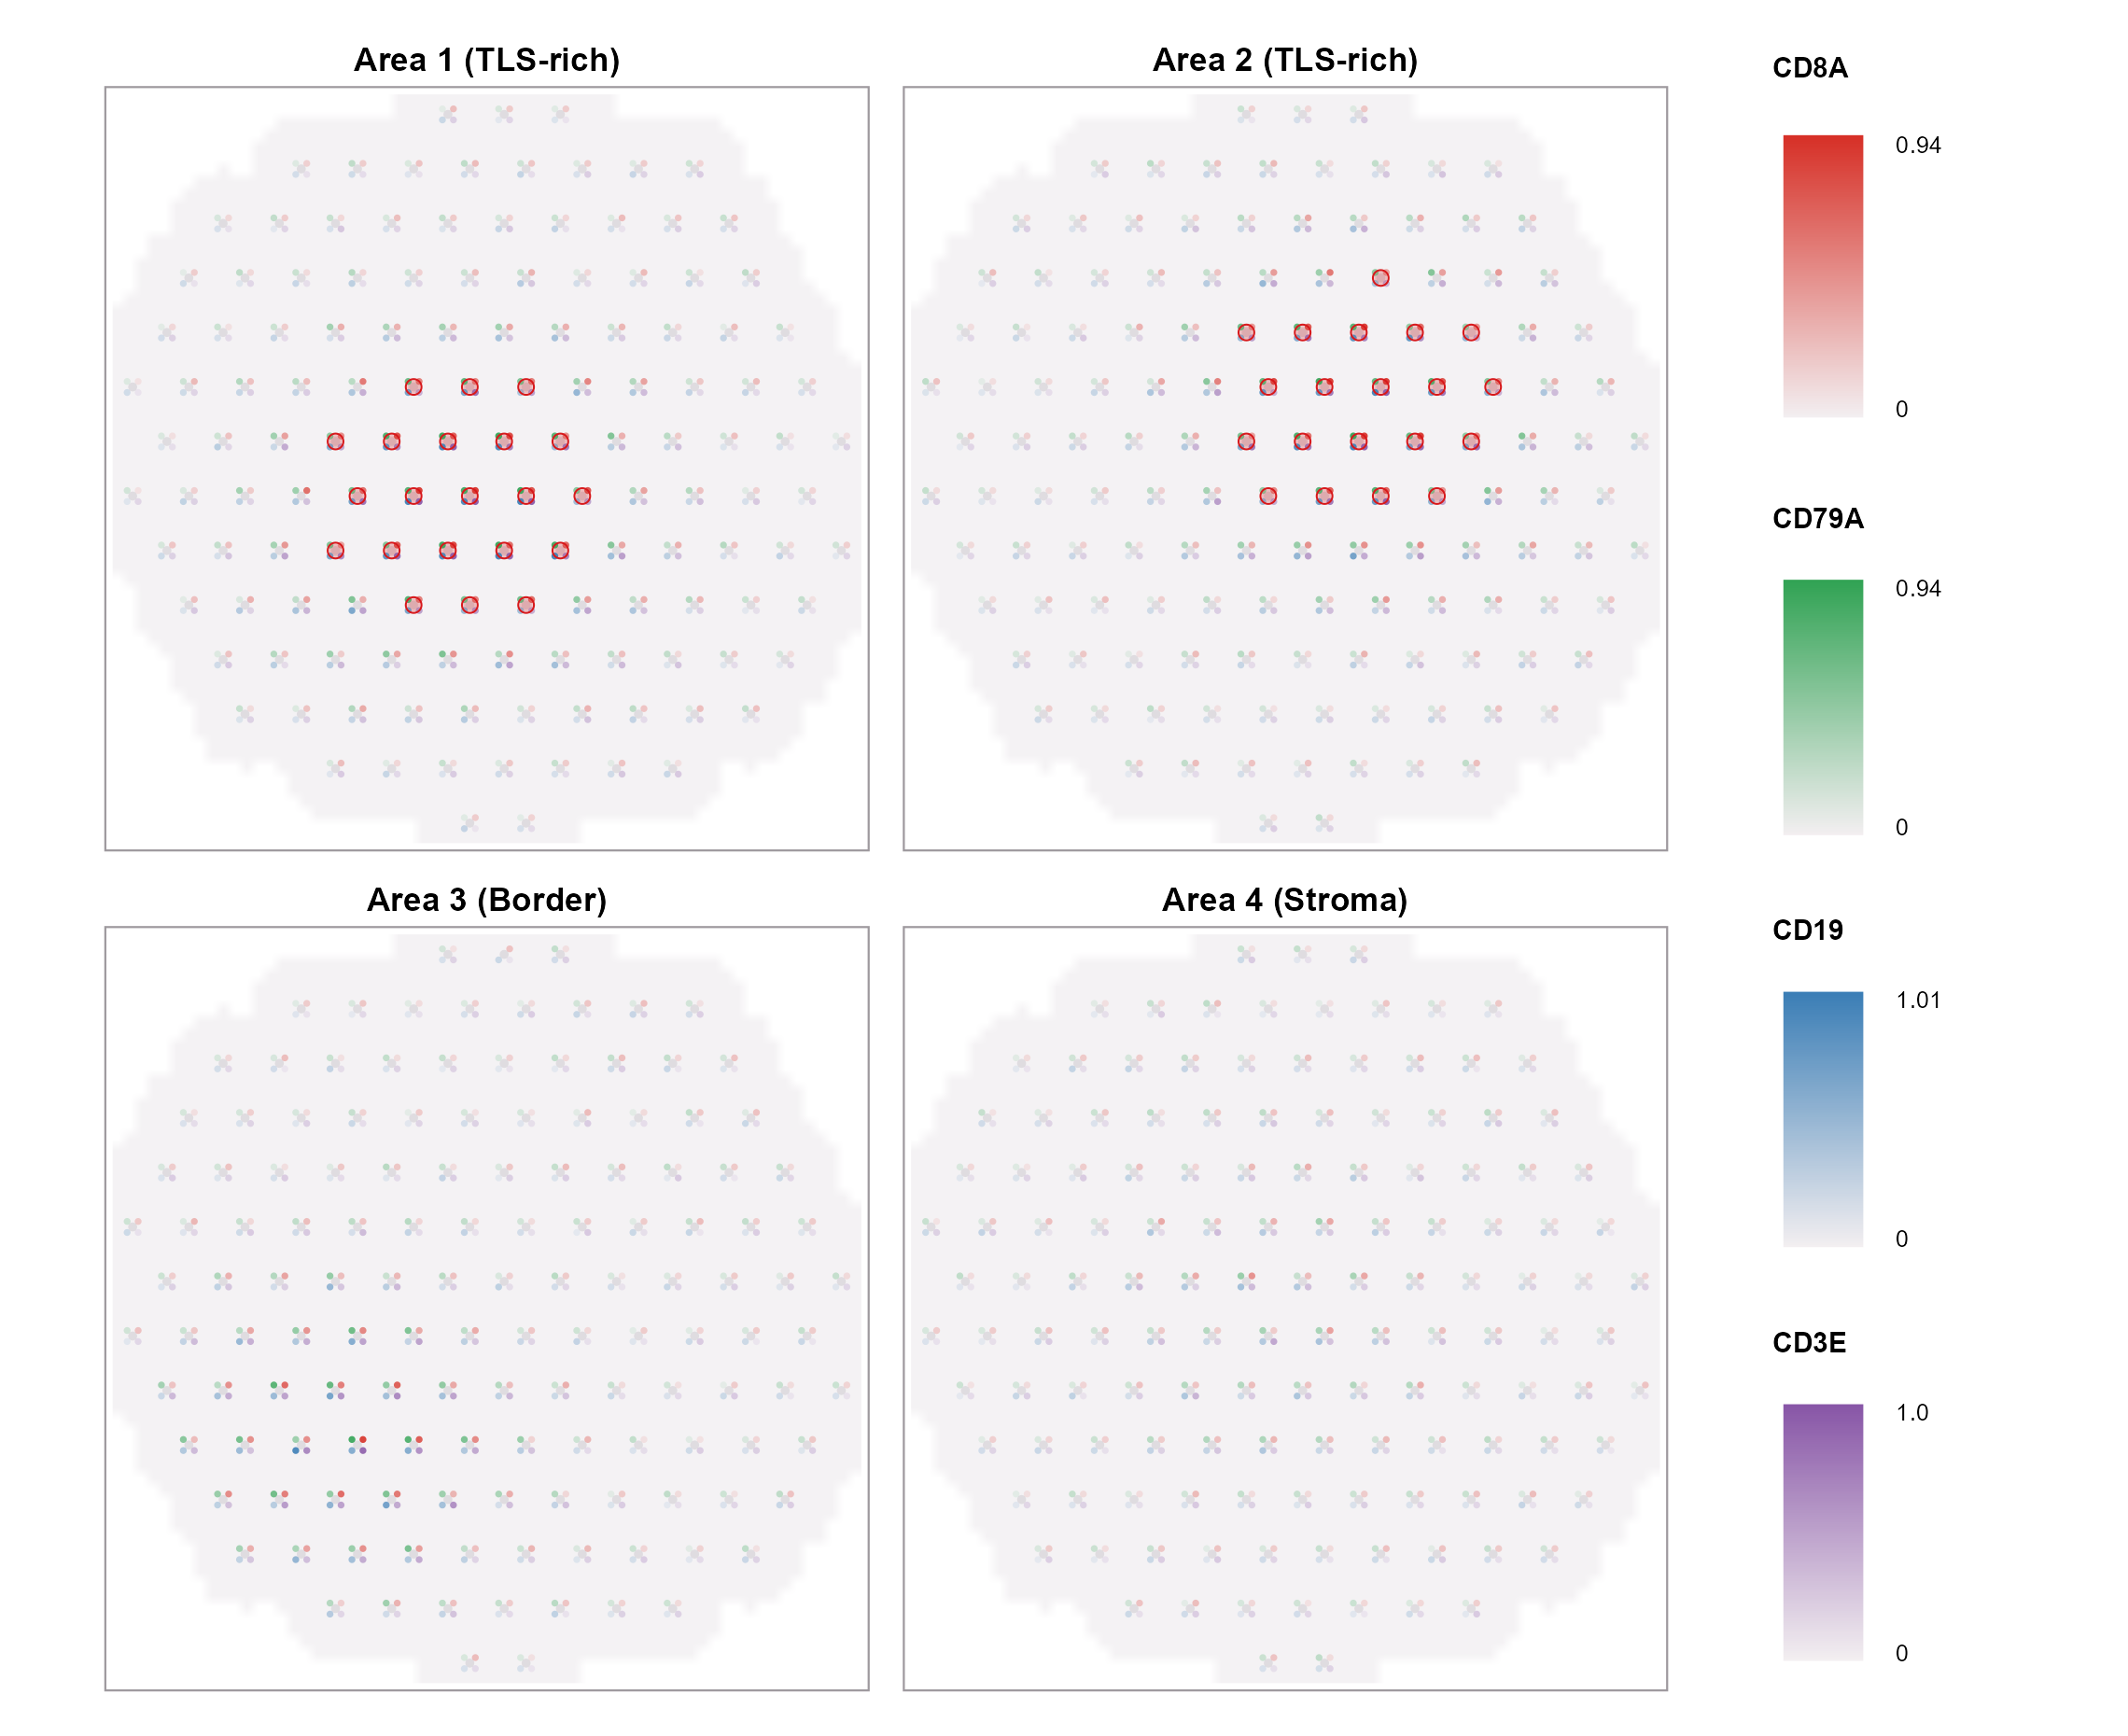 Area 1 (TLS-rich)
Area 2 (TLS-rich)
Area 3 (Border)
Area 4 (Stroma)
CD8A
0.94
0
CD79A
0.94
0
CD19
1.01
0
CD3E
1.0
0